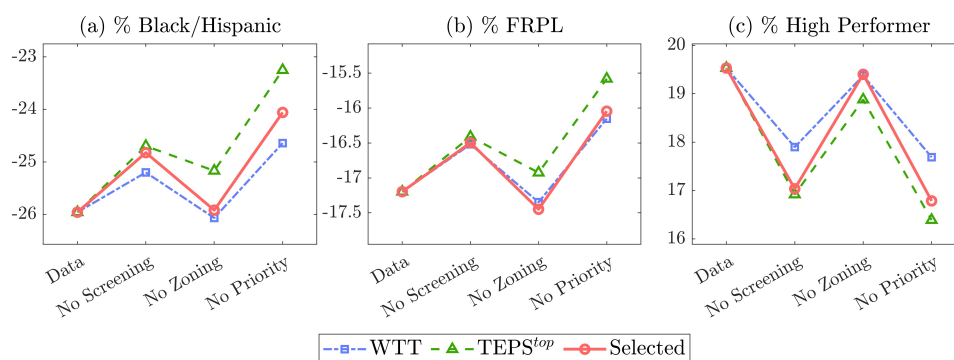 (a) % Black/Hispanic
-23
-24
-25
-26
Data
No Screening
No Zoning
No Priority
(b) % FRPL
-15.5
-16
-16.5
-17
-17.5
Data
No Screening
No Zoning
No Priority
(c) % High Performer
20
19
18
17
16
Data
No Screening
No Zoning
No Priority
WTT TEPS^top Selected